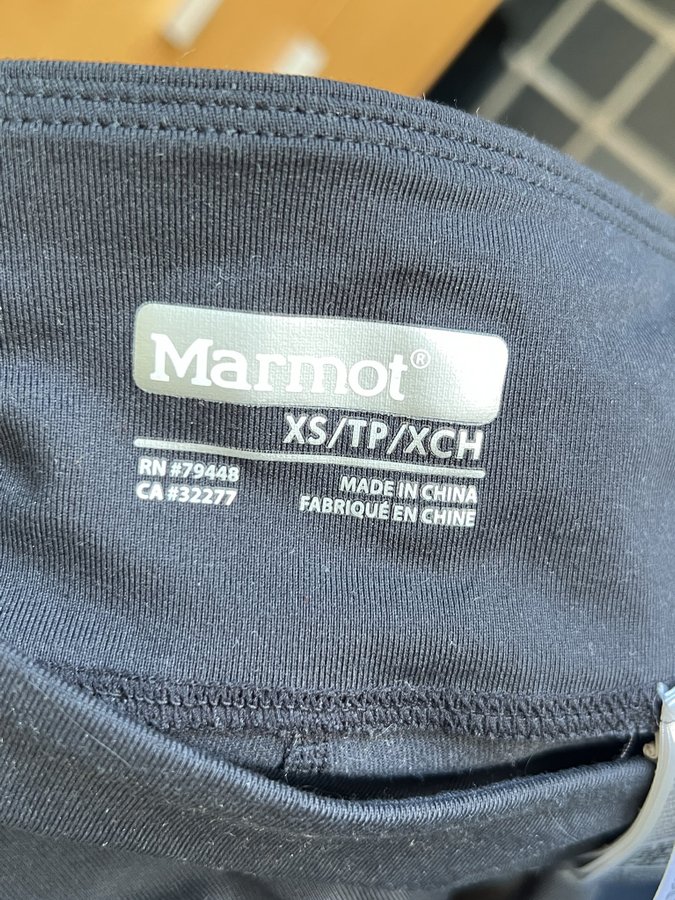 Marmot®
XS/TP/XCH
RN #79448
CA #32277
MADE IN CHINA
FABRIQUÉ EN CHINE